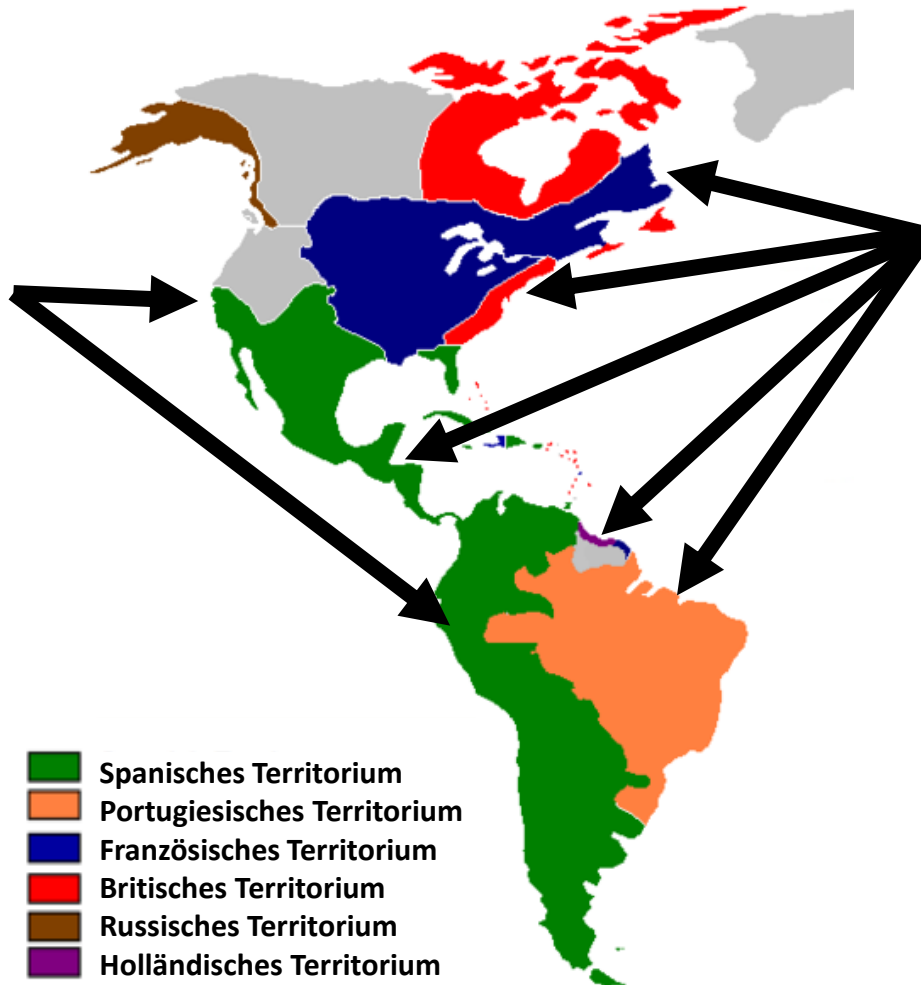 Spanisches Territorium
Portugiesisches Territorium
Französisches Territorium
Britisches Territorium
Russisches Territorium
Holländisches Territorium